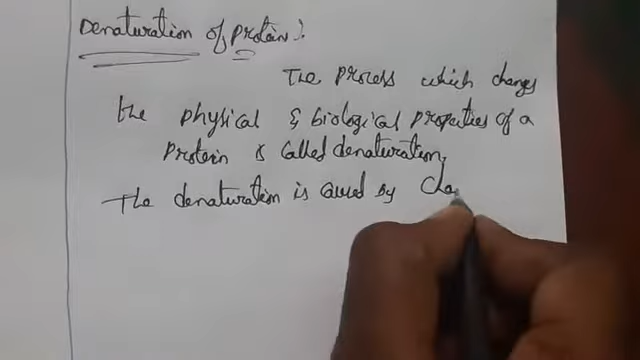 Denaturation of Protein:
The Process which changes
the physical & biological properties of a
protein is called denaturation,
The denaturation is caused by Cha